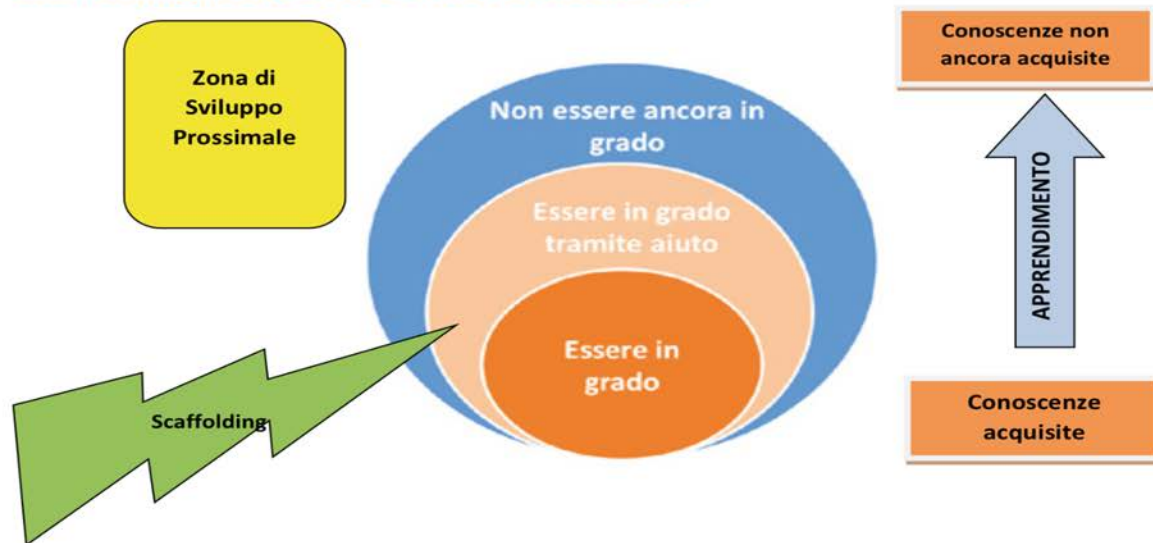 Zona di
Sviluppo
Prossimale
Non essere ancora in
grado
Essere in grado
tramite aiuto
Essere in
grado
Scaffolding
Conoscenze non
ancora acquisite
APPRENDIMENTO
Conoscenze
acquisite